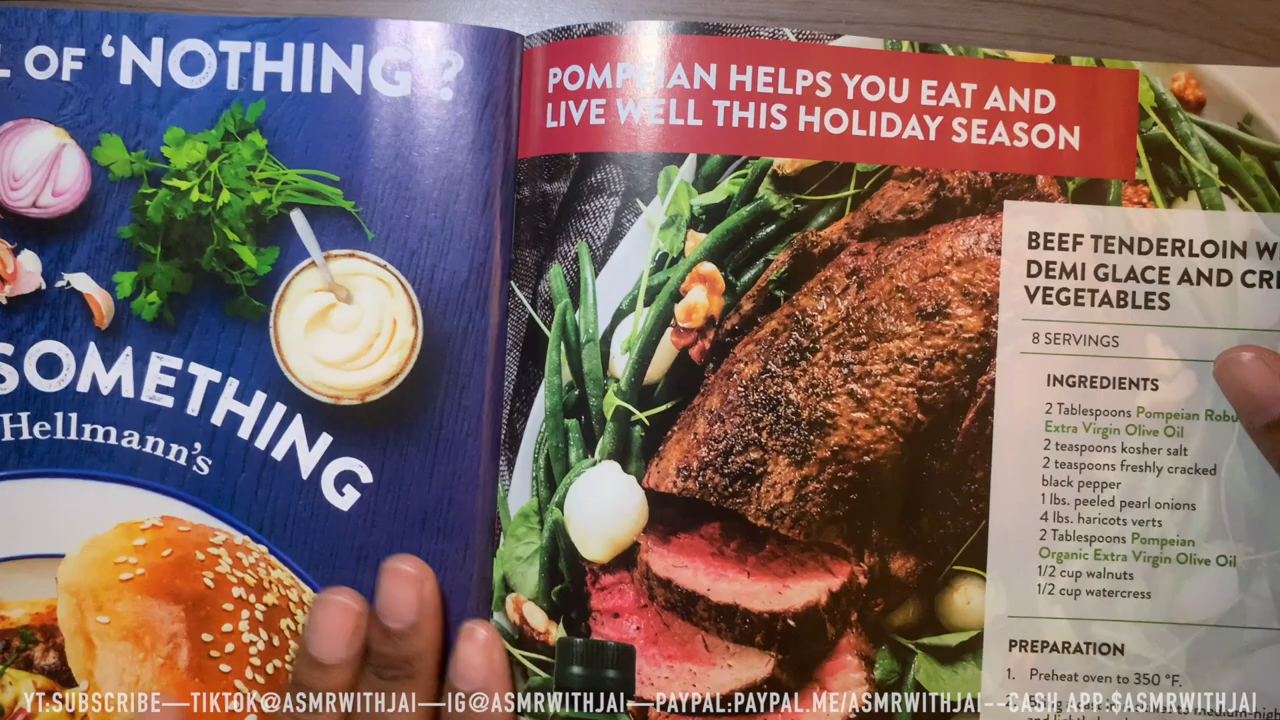 L OF ‘NOTHING’?
SOMETHING
Hellmann's
POMPEIAN HELPS YOU EAT AND
LIVE WELL THIS HOLIDAY SEASON
BEEF TENDERLOIN
DEMI GLACE AND
VEGETABLES
8 SERVINGS
INGREDIENTS
2 Tablespoons Pompeian
Extra Virgin Olive Oil
2 teaspoons kosher salt
2 teaspoons freshly cracked
black pepper
1 lbs. peeled pearl onions
4 lbs. haricots verts
2 Tablespoons Pompeian
Organic Extra Virgin Olive Oil
1/2 cup walnuts
1/2 cup watercress
PREPARATION
1. Preheat oven to 350 °F.
YT:SUBSCRIBE—TIKTOK@ASMRWITHJAI—IG@ASMRWITHJAI—PAYPAL:PAYPAL.ME/ASMRWITHJAI--CASH APP:$ASMRWITHJAI